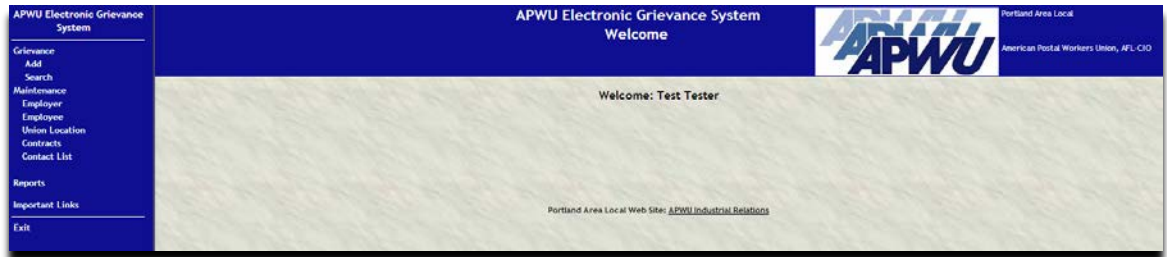 APWU Electronic Grievance
System
Grievance
Add
Search
Maintenance
Employer
Employee
Union Location
Contracts
Contact List
Reports
Important Links
Exit
APWU Electronic Grievance System
Welcome
APWU
Portland Area Local
American Postal Workers Union, AFL-CIO
Welcome: Test Tester
Portland Area Local Web Site: APWU Industrial Relations